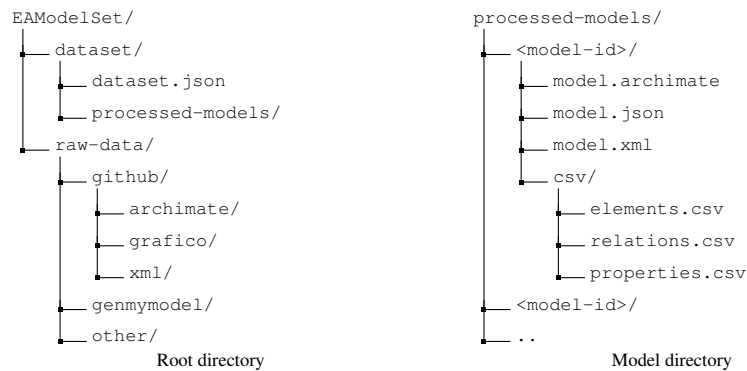 EAModelSet/
dataset/
dataset.json
processed-models/
raw-data/
github/
archimate/
grafico/
xml/
genmymodel/
other/
Root directory
processed-models/
<model-id>/
model.archimate
model.json
model.xml
csv/
elements.csv
relations.csv
properties.csv
<model-id>/
..
Model directory